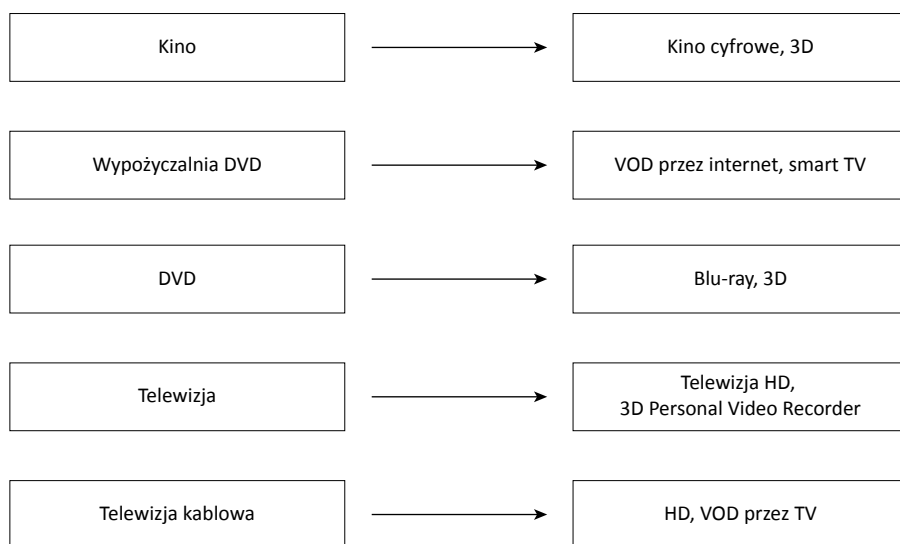 Kino
Kino cyfrowe, 3D
Wypożyczalnia DVD
VOD przez internet, smart TV
DVD
Blu-ray, 3D
Telewizja
Telewizja HD,
3D Personal Video Recorder
Telewizja kablowa
HD, VOD przez TV